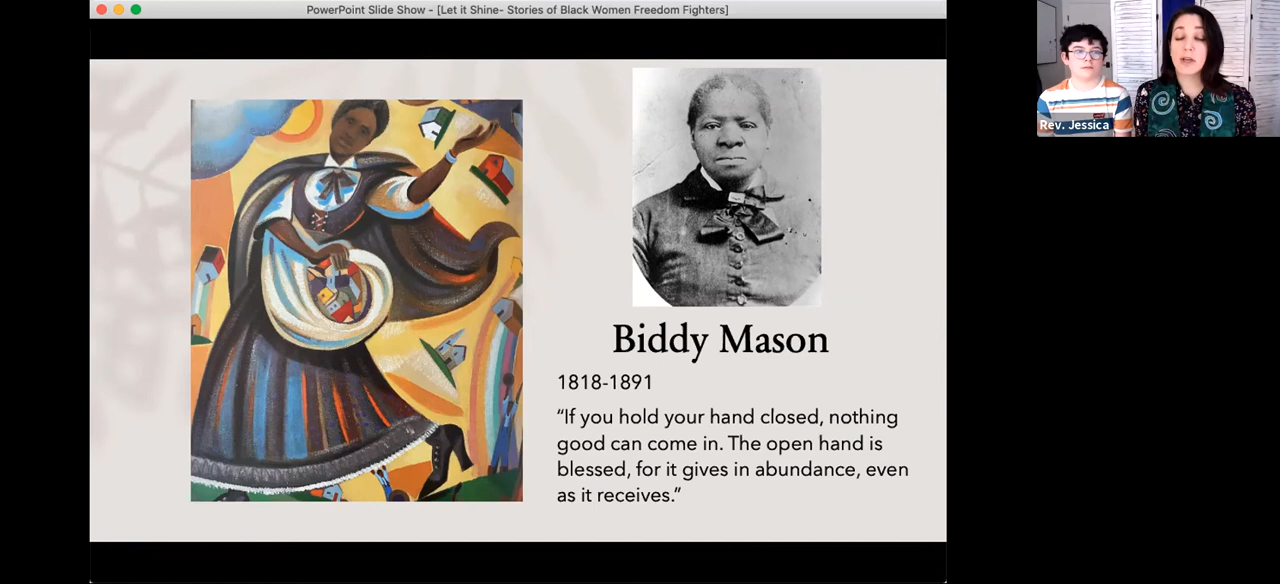 PowerPoint Slide Show - [Let it Shine- Stories of Black Women Freedom Fighters]
Rev. Jessica
Biddy Mason
1818-1891
“If you hold your hand closed, nothing
good can come in. The open hand is
blessed, for it gives in abundance, even
as it receives.”